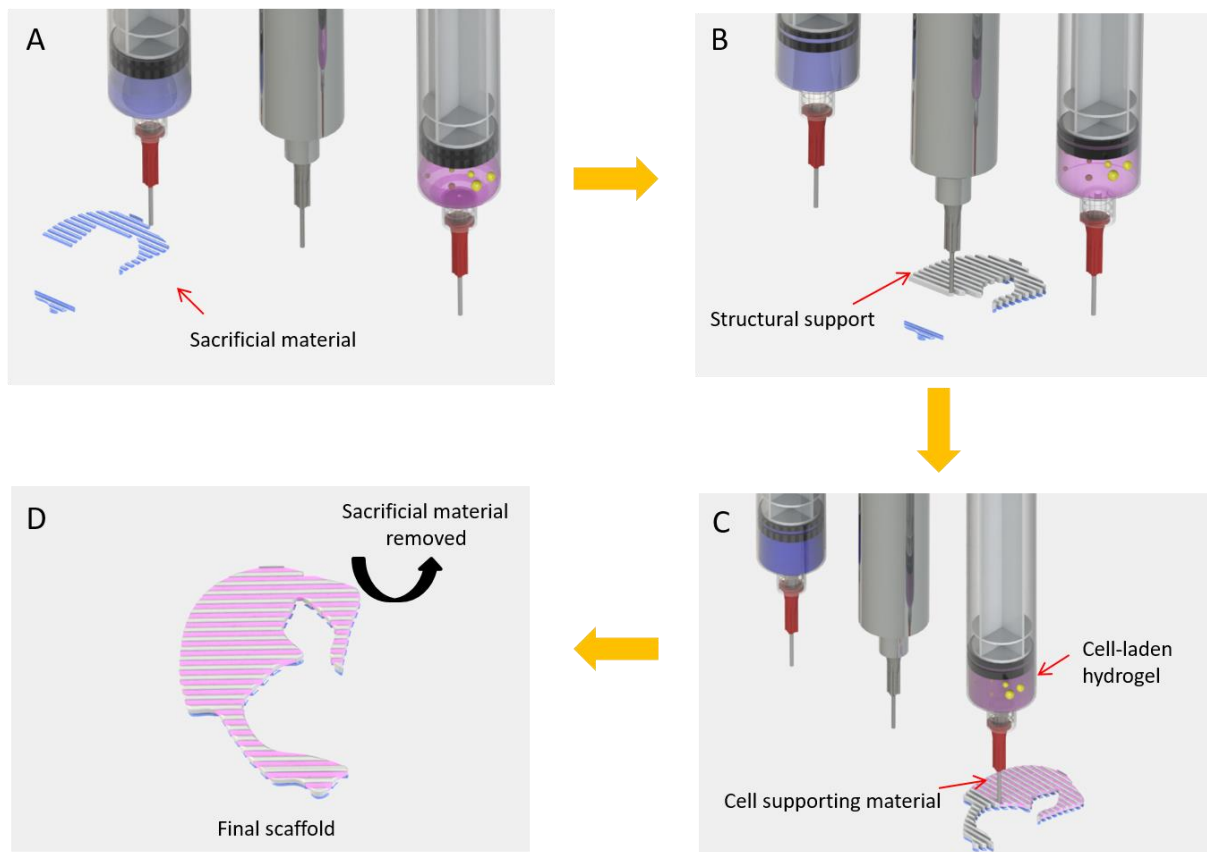 A
Sacrificial material
B
Structural support
C
Cell-laden
hydrogel
Cell supporting material
D
Sacrificial material
removed
Final scaffold